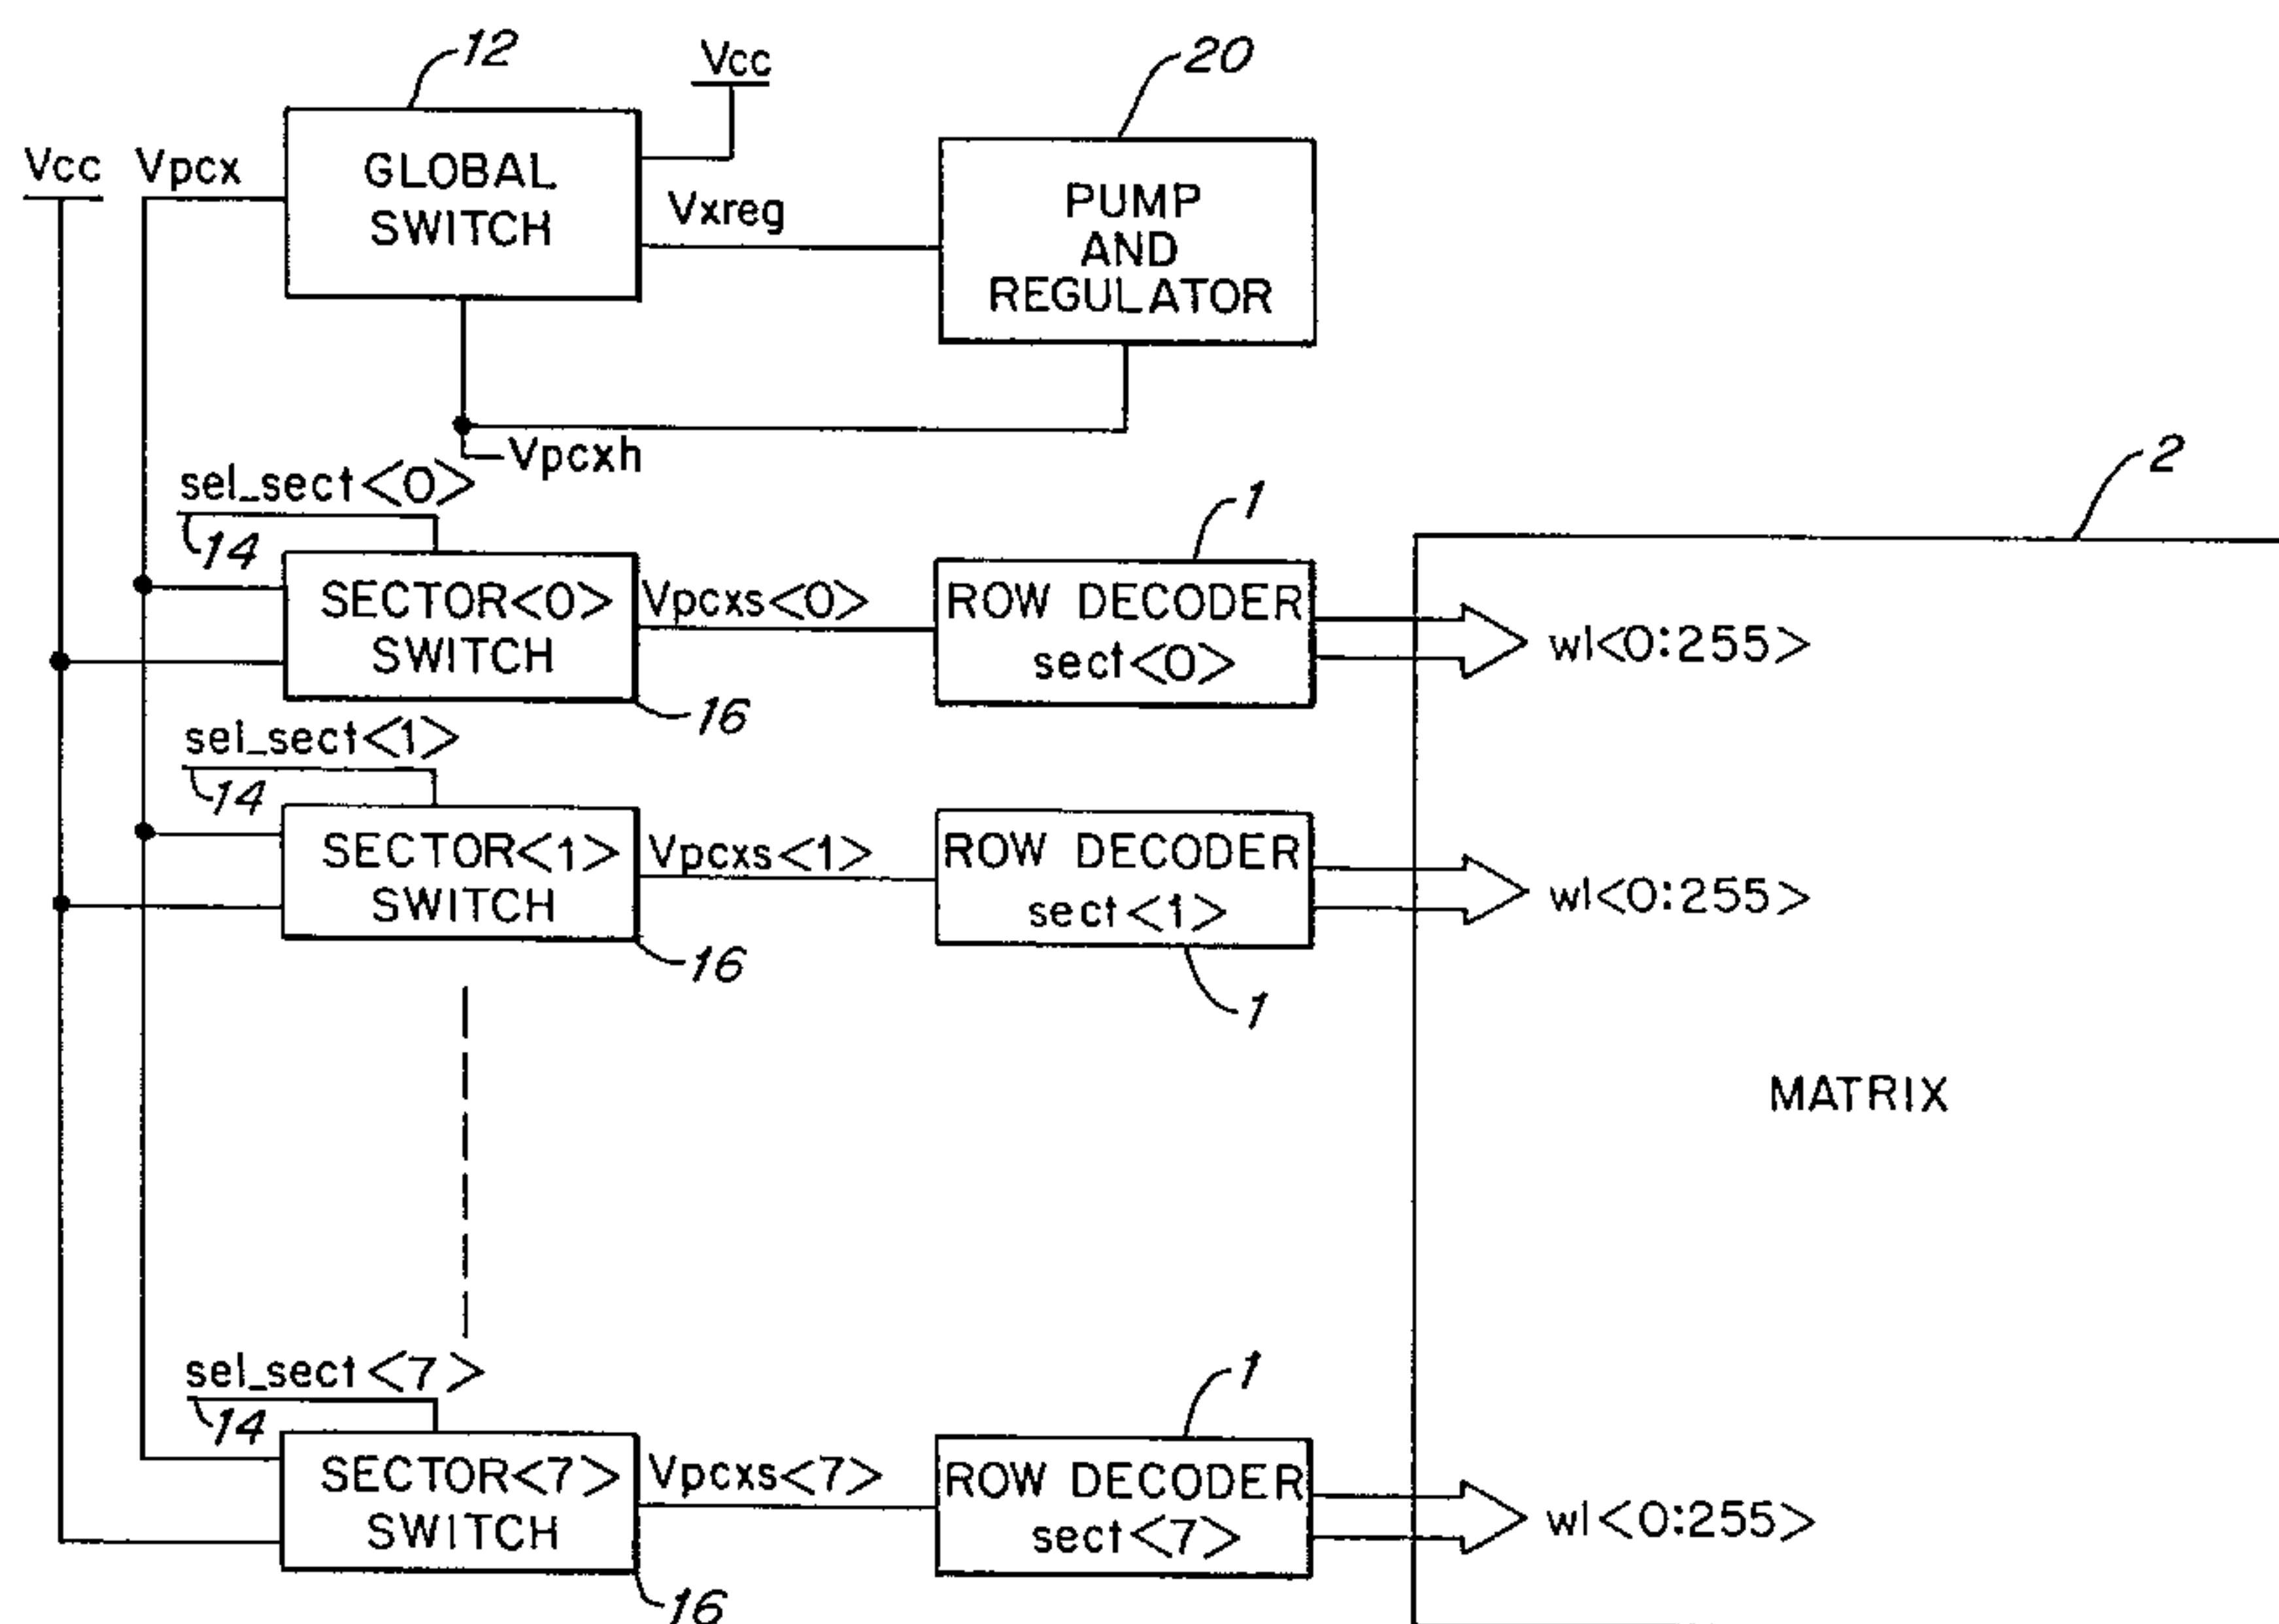 12
Vcc
20
Vcc
Vpcx
GLOBAL
SWITCH
Vxreg
PUMP
AND
REGULATOR
Vpcxh
2
sel_sect<0>
14
1
SECTOR<0>
SWITCH
Vpcxs<0>
ROW DECODER
sect<0>
wl<0:255>
16
sel_sect<1>
14
SECTOR<1>
SWITCH
Vpcxs<1>
ROW DECODER
sect<1>
wl<0:255>
16
1
MATRIX
sel_sect<7>
14
1
SECTOR<7>
SWITCH
Vpcxs<7>
ROW DECODER
sect<7>
wl<0:255>
16